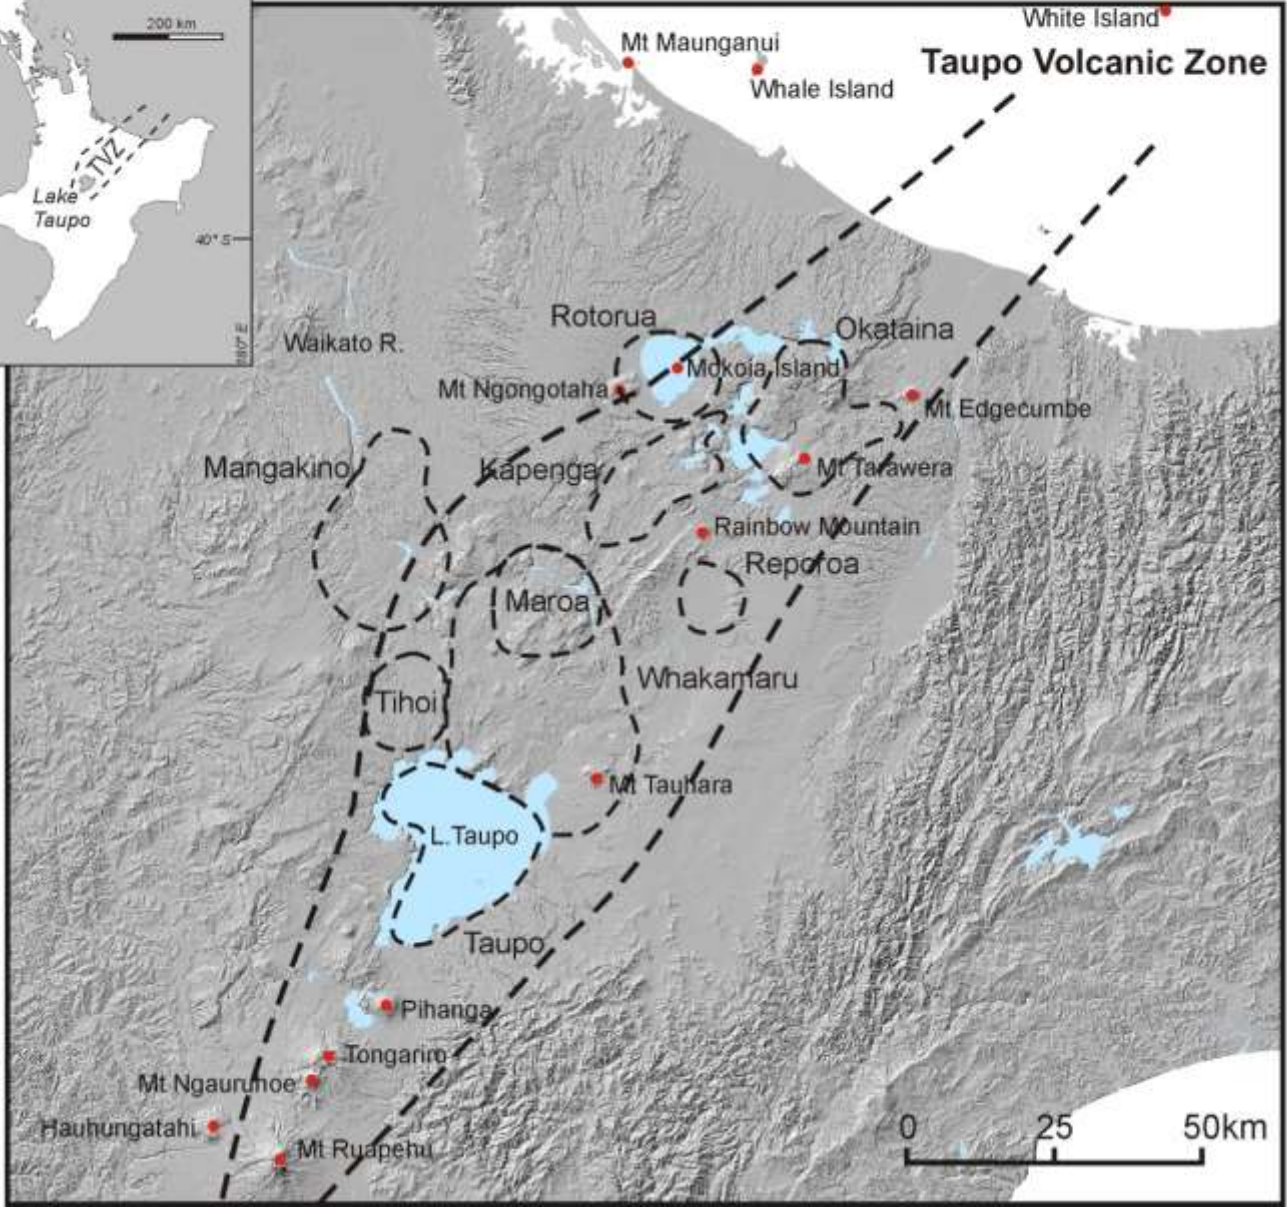 200 km
TVZ
Lake
Taupo
40° S
180° E
White Island
Mt Maunganui
Taupo Volcanic Zone
Whale Island
Waikato R.
Rotorua
Okataina
Mokoia Island
Mt Ngongotaha
Mt Edgecumbe
Mangakino
Kapenga
Mt Tarawera
Rainbow Mountain
Reporoa
Maroa
Whakamaru
Tihoi
Mt Tauhara
L.Taupo
Taupo
Pihanga
Tongariro
Mt Ngauruhoe
Hauhungatahi
Mt Ruapehu
0 25 50km